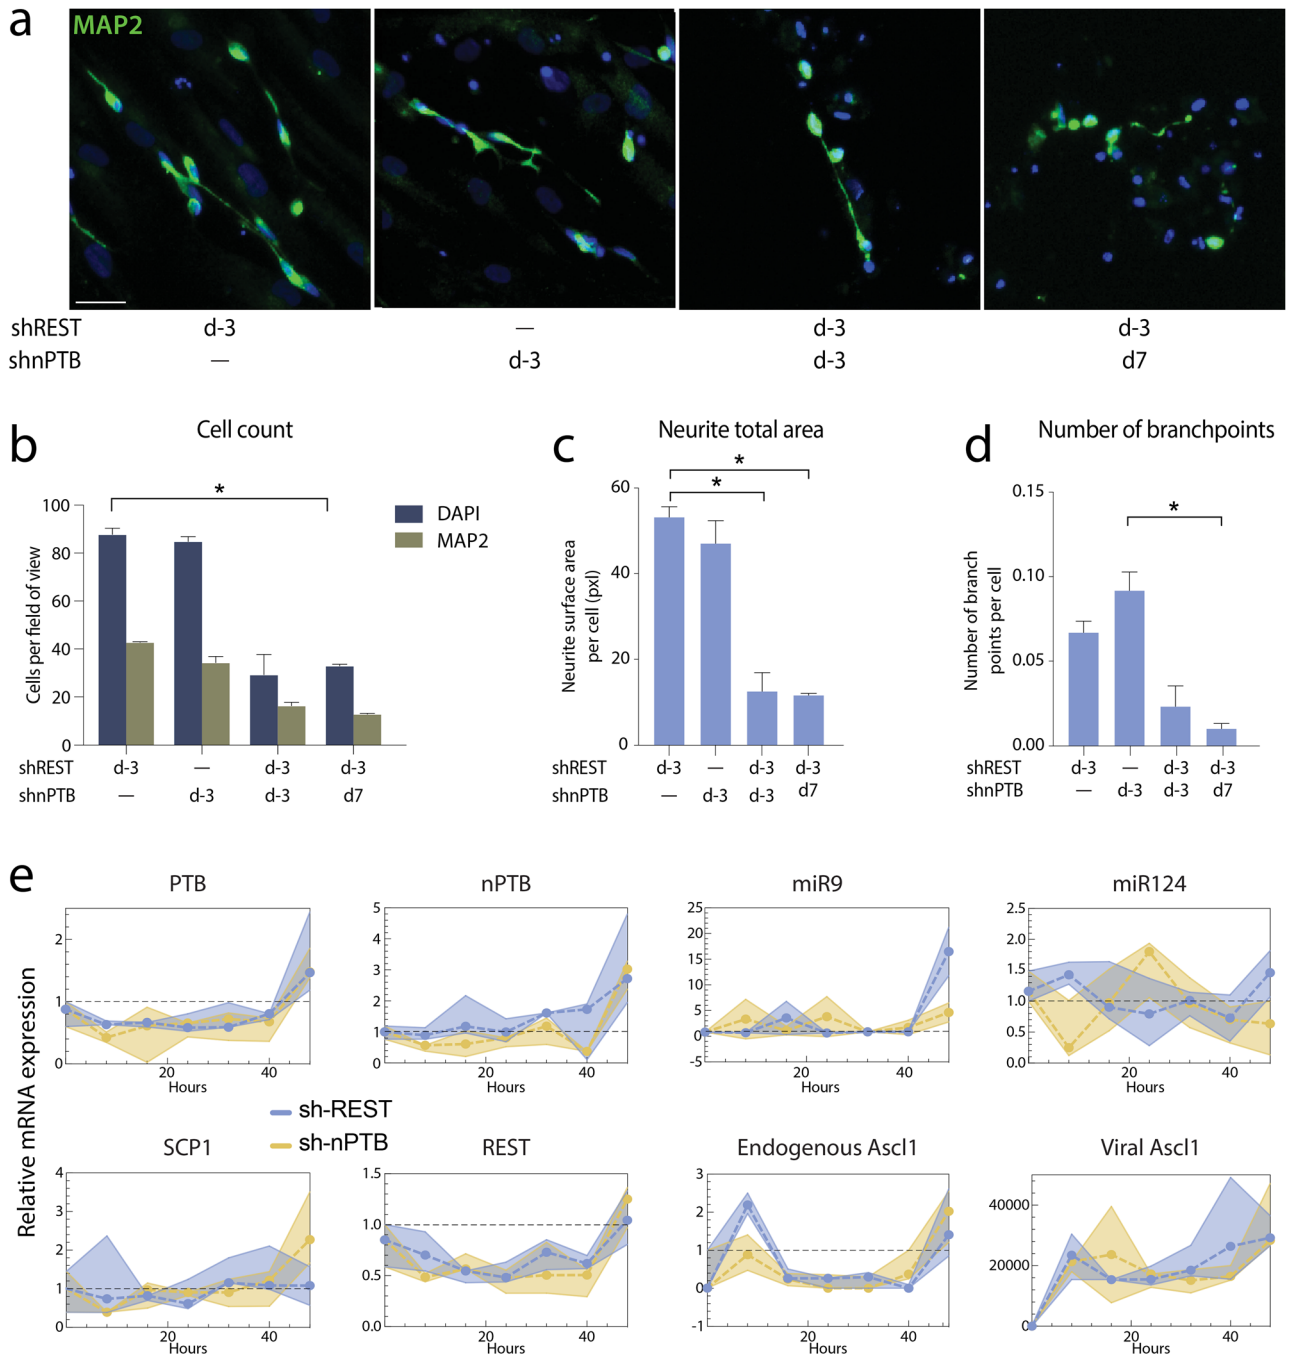 a
MAP2
shREST d-3 — d-3 d-3
shnPTB — d-3 d-3 d7
b
Cell count
Cells per field of view
100
80
60
40
20
0
*
DAPI
MAP2
shREST d-3 — d-3 d-3
shnPTB — d-3 d-3 d7
c
Neurite total area
Neurite surface area
per cell (pxl)
60
40
20
0
*
*
shREST d-3 — d-3 d-3
shnPTB — d-3 d-3 d7
d
Number of branchpoints
Number of branch
points per cell
0.15
0.10
0.05
0.00
*
shREST d-3 — d-3 d-3
shnPTB — d-3 d-3 d7
e
Relative mRNA expression
PTB
2
1
0
20 40
Hours
nPTB
5
4
3
2
1
0
20 40
Hours
miR9
25
20
15
10
5
1
0
-5
20 40
Hours
miR124
2.5
2.0
1.5
1.0
0.5
0.0
20 40
Hours
sh-REST
sh-nPTB
SCP1
4
3
2
1
0
20 40
Hours
REST
1.5
1.0
0.5
0.0
20 40
Hours
Endogenous Ascl1
3
2
1
0
-1
20 40
Hours
Viral Ascl1
40000
20000
0
20 40
Hours